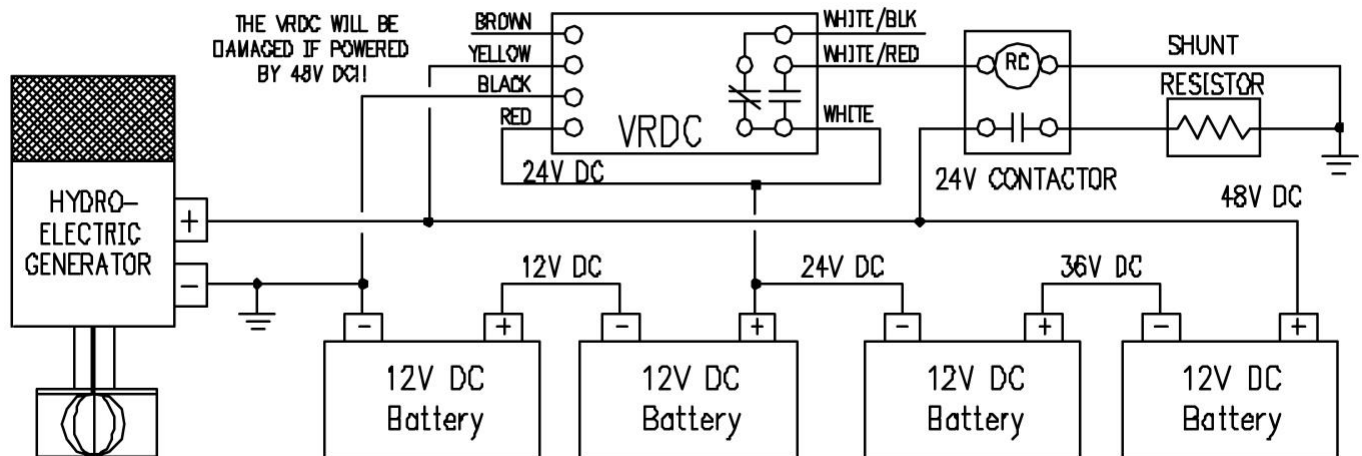 THE VRDC WILL BE
DAMAGED IF POWERED
BY 48V DC!!
BROWN
YELLOW
BLACK
RED
VRDC
WHITE/BLK
WHITE/RED
WHITE
24V DC
RC
24V CONTACTOR
SHUNT
RESISTOR
48V DC
HYDRO-
ELECTRIC
GENERATOR
+
-
12V DC
24V DC
36V DC
- + - + - + - +
12V DC 12V DC 12V DC 12V DC
Battery Battery Battery Battery